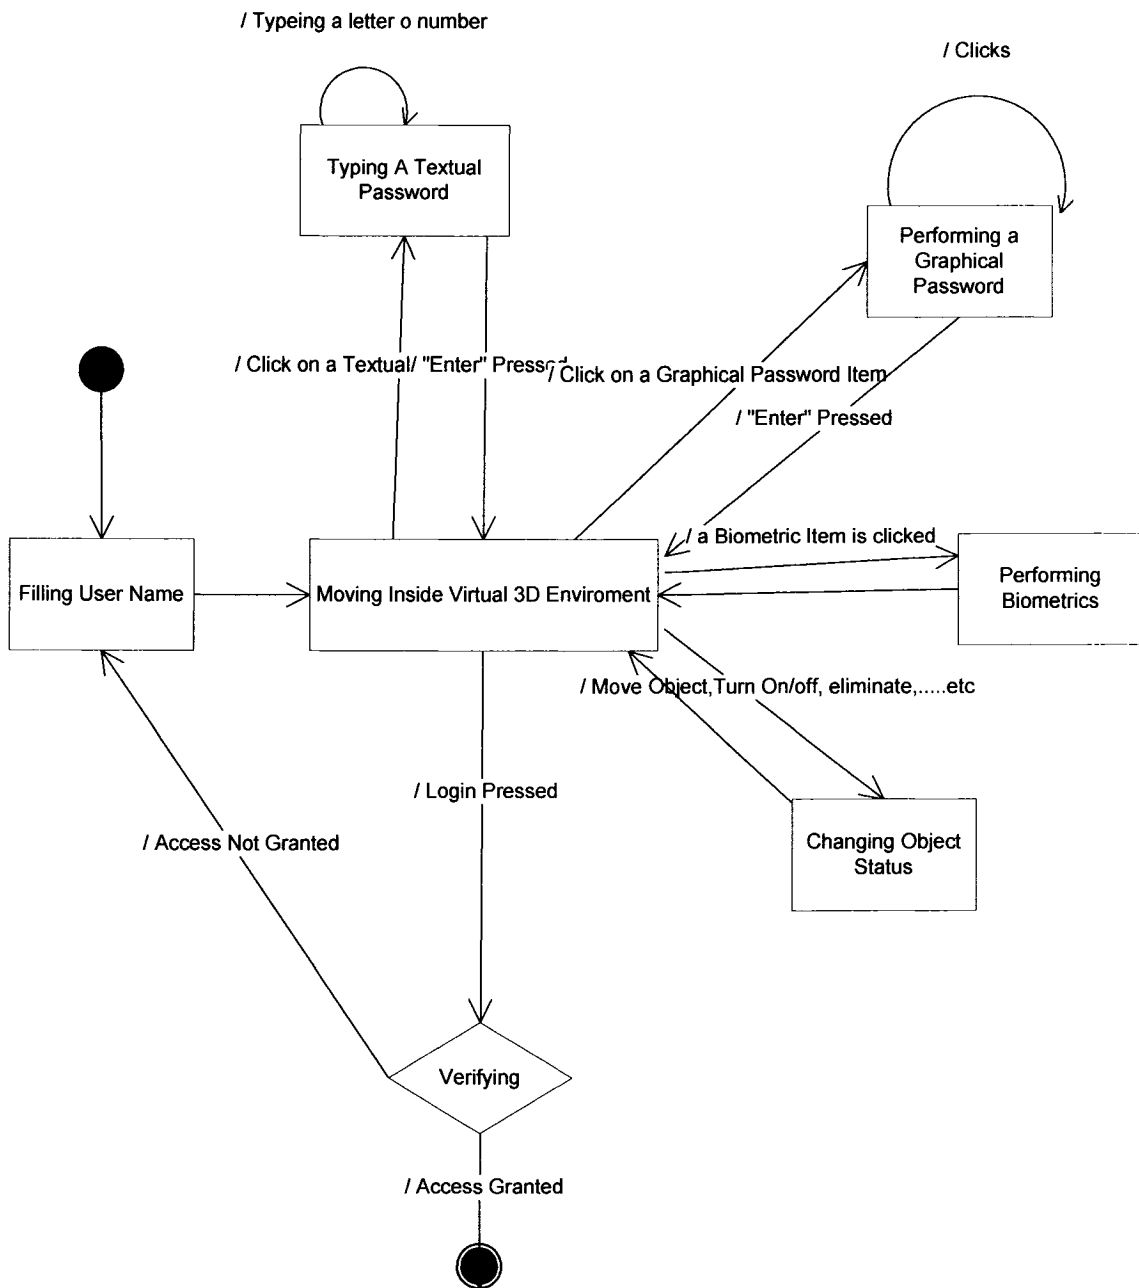 / Typeing a letter o number
/ Clicks
Typing A Textual
Password
Performing a
Graphical
Password
/ Click on a Textual
/ "Enter" Pressed
/ Click on a Graphical Password Item
/ "Enter" Pressed
/ a Biometric Item is clicked
Filling User Name
Moving Inside Virtual 3D Enviroment
Performing
Biometrics
/ Move Object,Turn On/off, eliminate,.....etc
/ Login Pressed
/ Access Not Granted
Changing Object
Status
Verifying
/ Access Granted